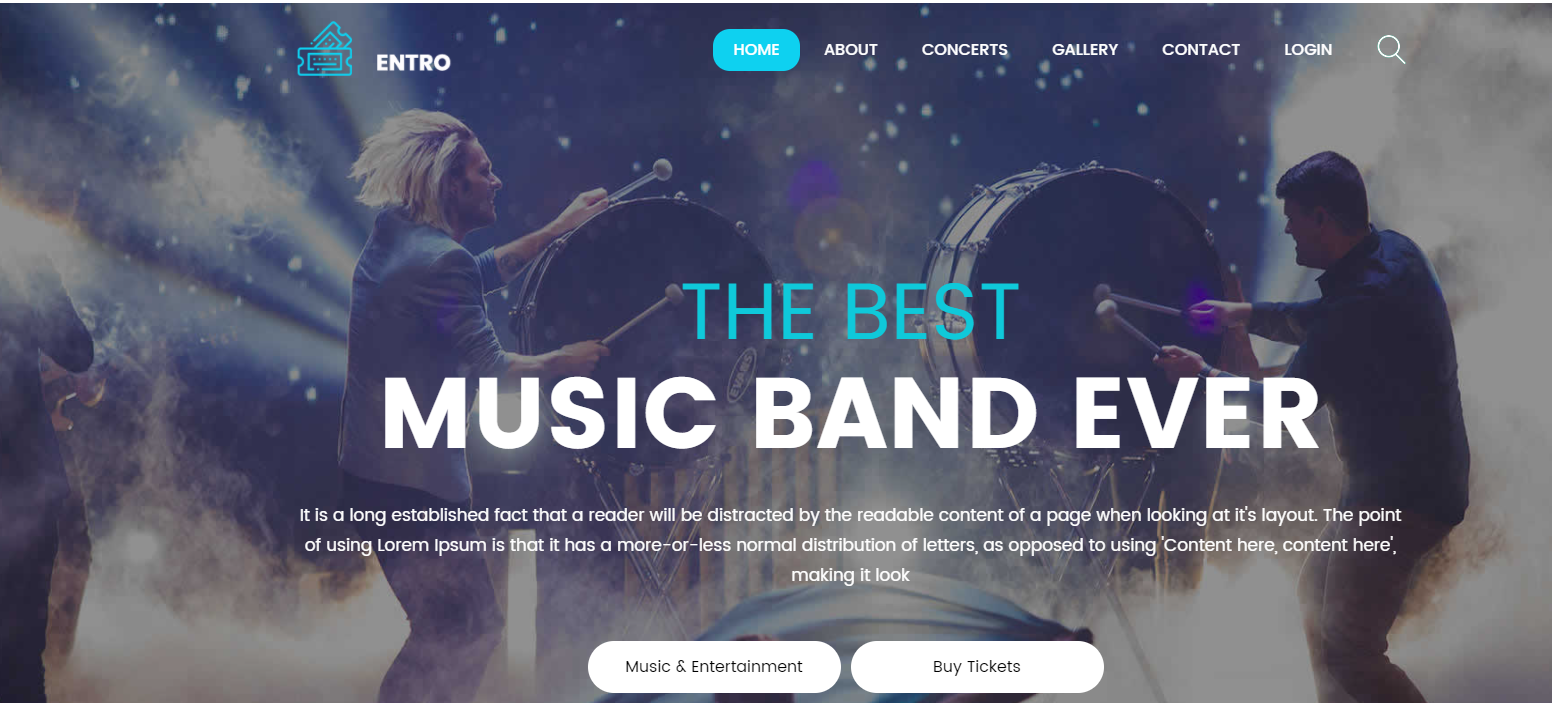 ENTRO
HOME ABOUT CONCERTS GALLERY CONTACT LOGIN
THE BEST
EVANS
MUSIC BAND EVER
It is a long established fact that a reader will be distracted by the readable content of a page when looking at it's layout. The point
of using Lorem Ipsum is that it has a more-or-less normal distribution of letters, as opposed to using 'Content here, content here',
making it look
Music & Entertainment
Buy Tickets